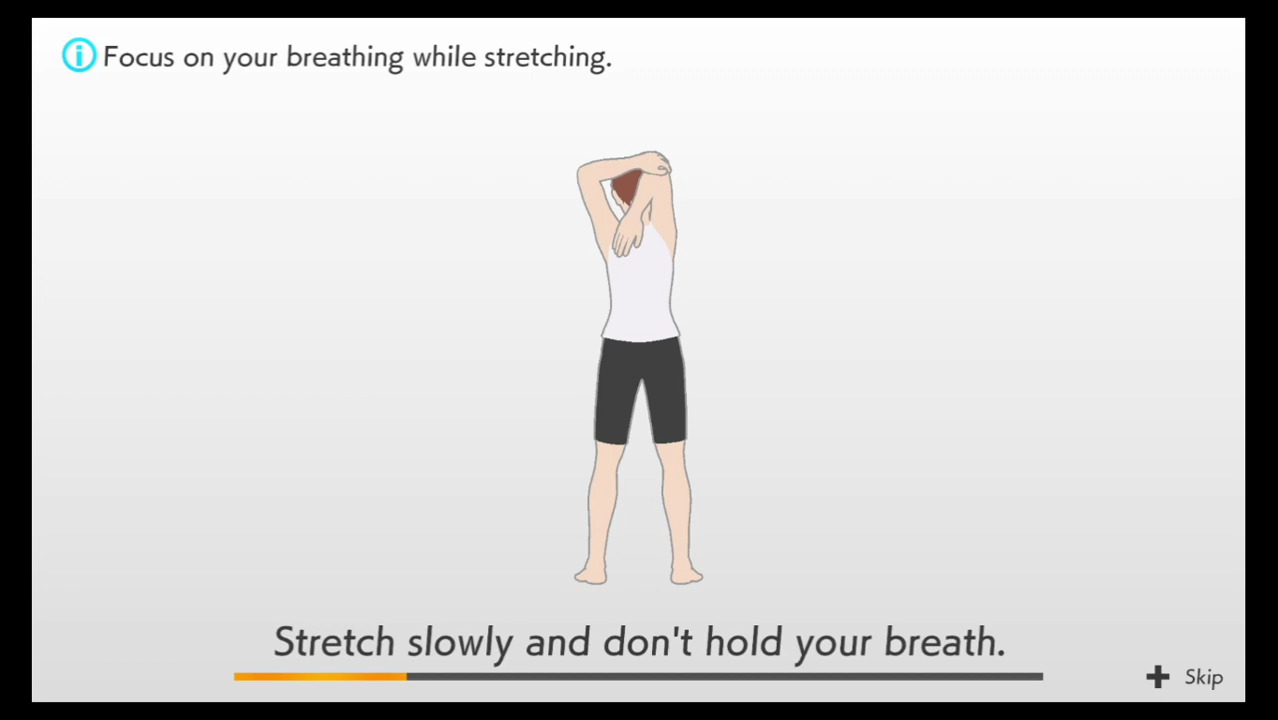 Focus on your breathing while stretching.
Stretch slowly and don't hold your breath.
Skip